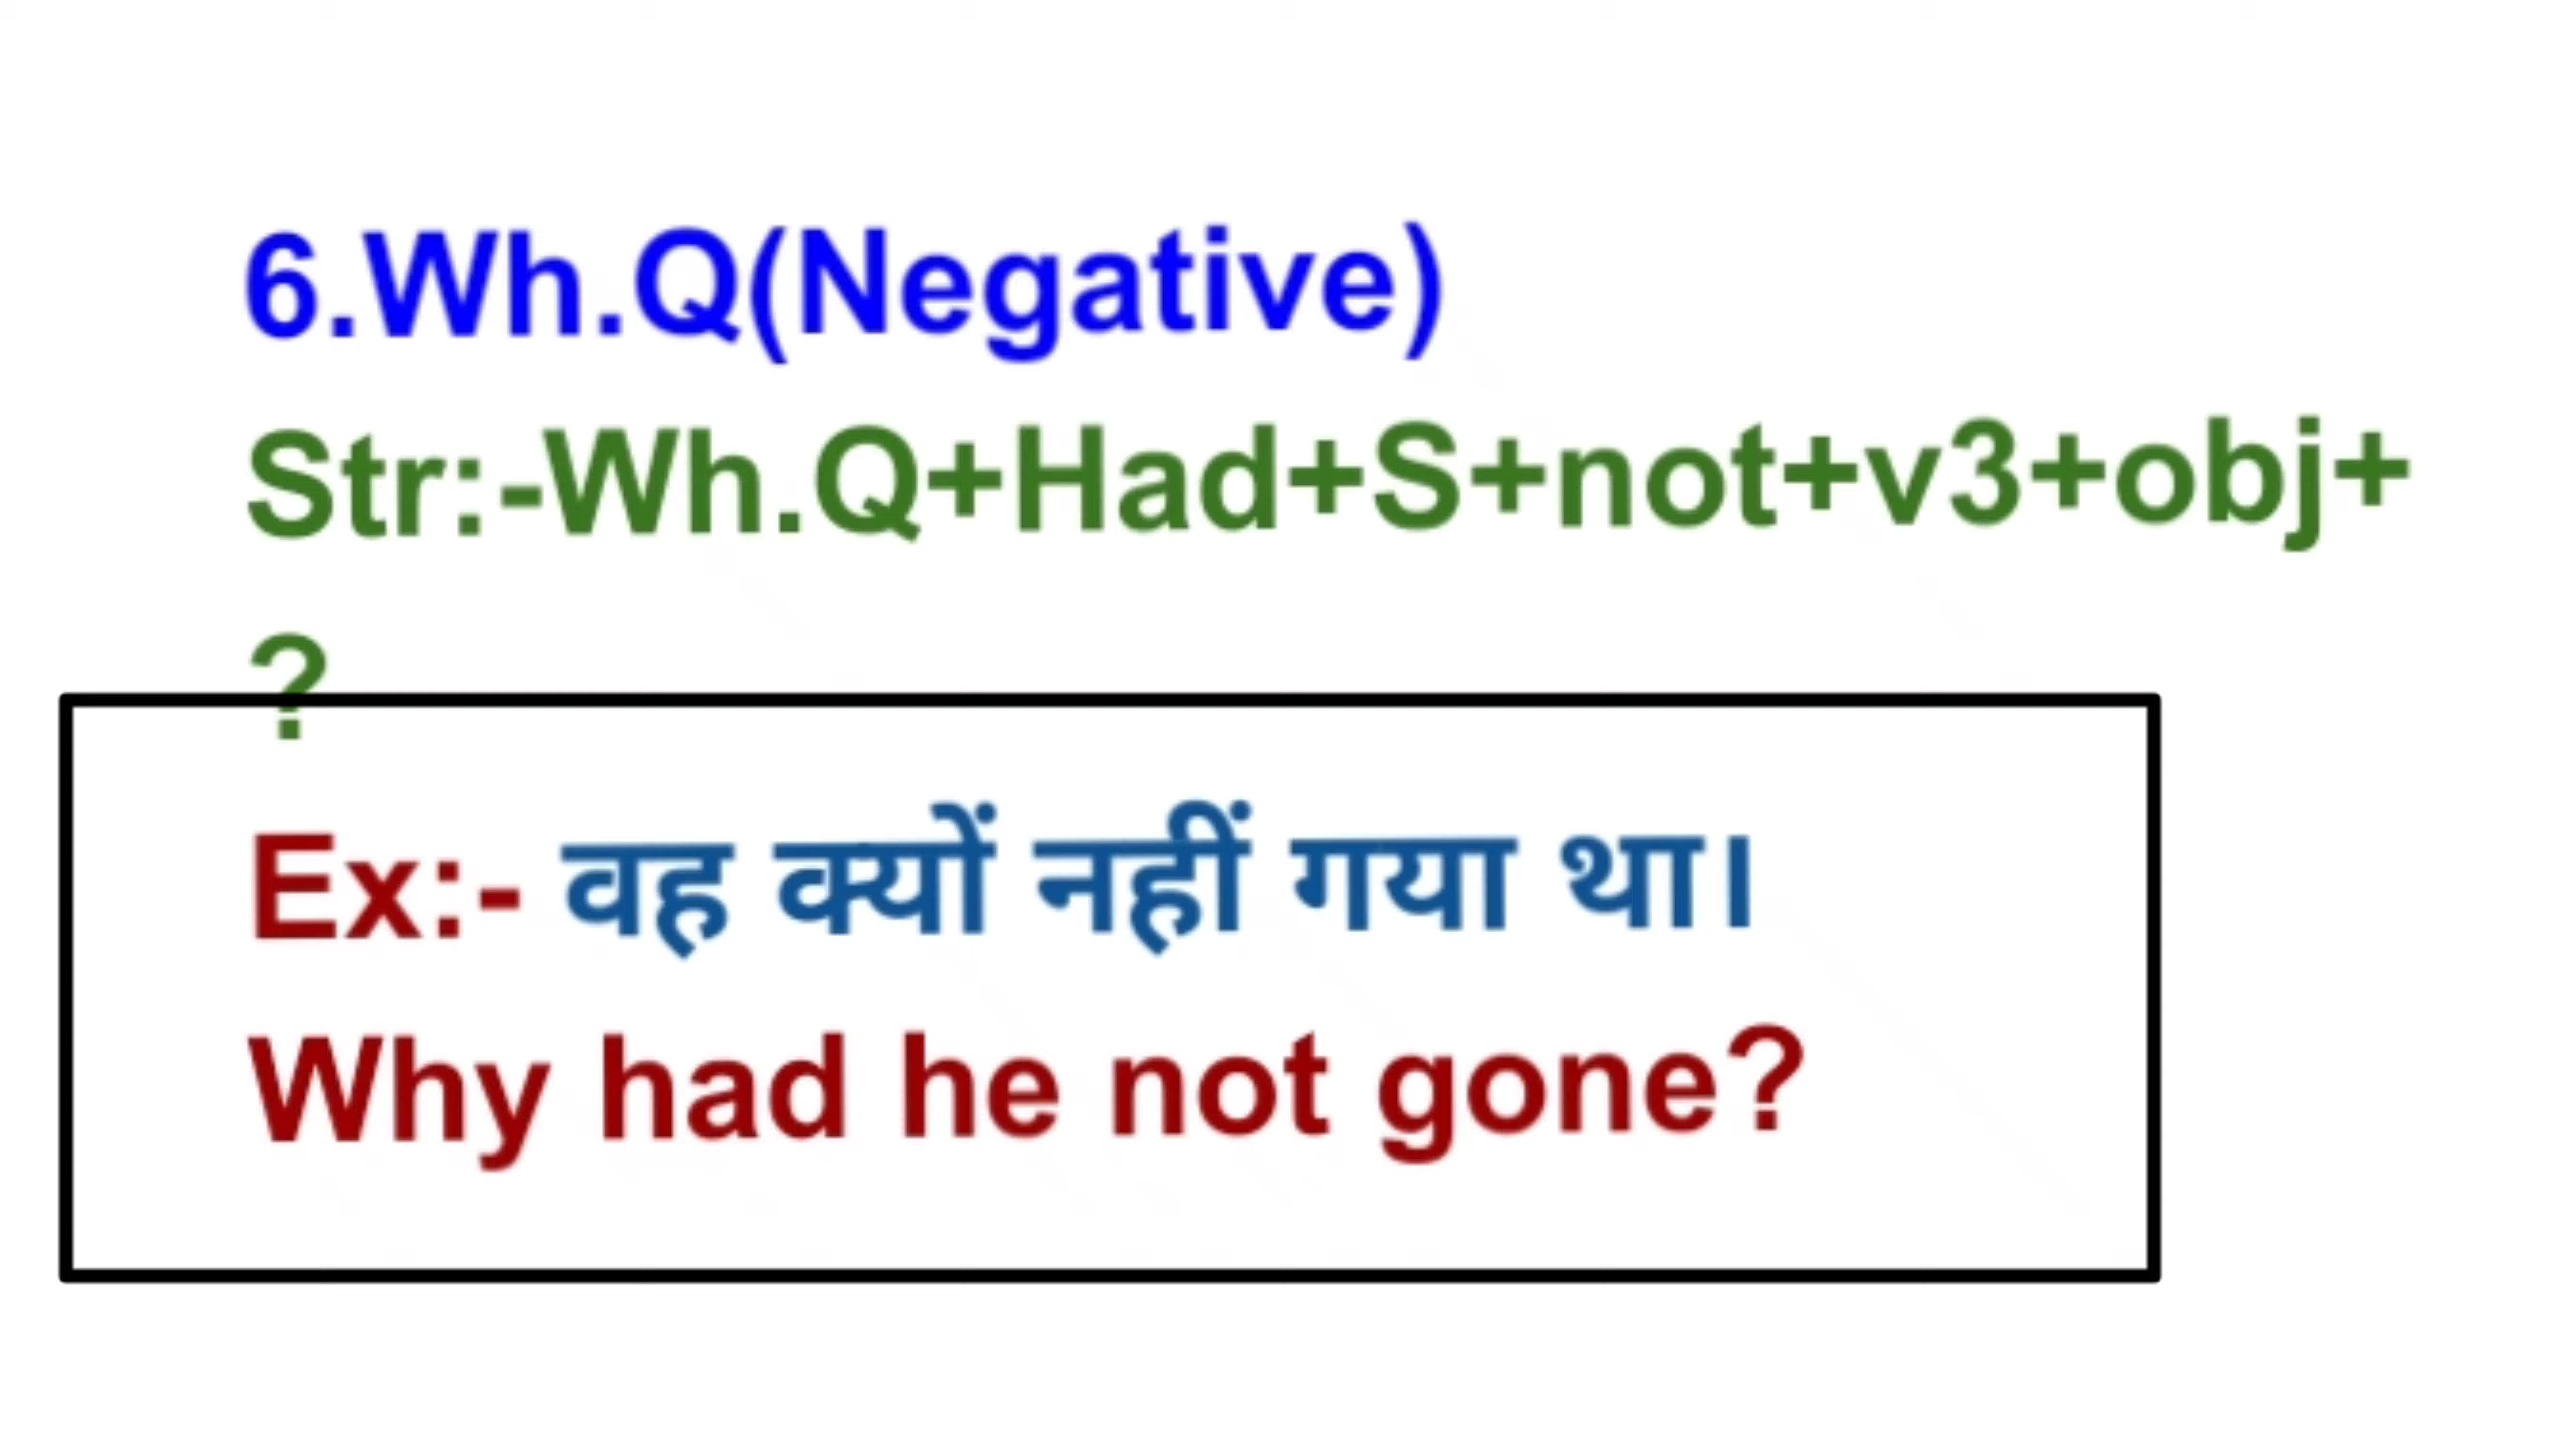 6.Wh.Q(Negative)
Str:-Wh.Q+Had+S+not+v3+obj+
?
Ex:- वह क्यों नहीं गया था।
Why had he not gone?